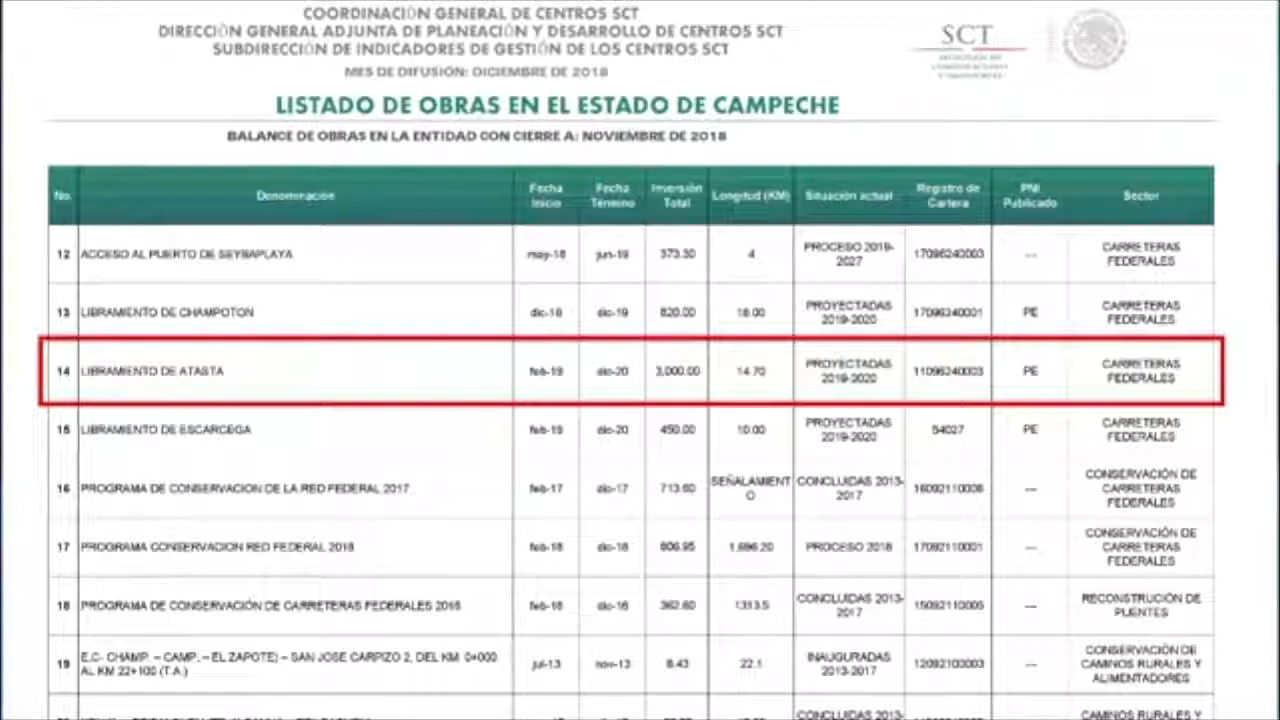 COORDINACIÓN GENERAL DE CENTROS SCT
DIRECCIÓN GENERAL ADJUNTA DE PLANEACIÓN Y DESARROLLO DE CENTROS SCT
SUBDIRECCIÓN DE INDICADORES DE GESTIÓN DE LOS CENTROS SCT
MES DE DIFUSIÓN: DICIEMBRE DE 2018
SCT
LISTADO DE OBRAS EN EL ESTADO DE CAMPECHE
BALANCE DE OBRAS EN LA ENTIDAD CON CIERRE A: NOVIEMBRE DE 2018
No. Denominación Fecha Inicio Fecha Término Inversión Total Longitud (KM) Situación actual Registro de Cartera PNI Publicado Sector
12 ACCESO AL PUERTO DE SEYBAPLAYA may-18 jun-19 373.30 4 PROCESO 2019-2027 17096240003 --- CARRETERAS FEDERALES
13 LIBRAMIENTO DE CHAMPOTON dic-18 dic-19 820.00 18.00 PROYECTADAS 2019-2020 17096240001 PE CARRETERAS FEDERALES
14 LIBRAMIENTO DE ATASTA feb-19 dic-20 3,000.00 14.70 PROYECTADAS 2019-2020 11096240003 PE CARRETERAS FEDERALES
15 LIBRAMIENTO DE ESCARCEGA feb-19 dic-20 450.00 10.00 PROYECTADAS 2019-2020 54027 PE CARRETERAS FEDERALES
16 PROGRAMA DE CONSERVACION DE LA RED FEDERAL 2017 feb-17 dic-17 713.60 SEÑALAMIENTO CONCLUIDAS 2013-2017 --- CONSERVACIÓN DE CARRETERAS FEDERALES
17 PROGRAMA CONSERVACION RED FEDERAL 2018 feb-18 dic-18 606.95 1,696.20 PROCESO 2018 17092110001 --- CONSERVACIÓN DE CARRETERAS FEDERALES
18 PROGRAMA DE CONSERVACIÓN DE CARRETERAS FEDERALES 2016 feb-16 dic-16 362.60 1313.5 CONCLUIDAS 2013-2017 15092110005 --- RECONSTRUCIÓN DE PUENTES
19 E.C- CHAMP. – CAMP. – EL ZAPOTE) – SAN JOSE CARPIZO 2, DEL KM. 0+000 AL KM 22+100 (T.A.) jul-13 nov-13 8.43 22.1 INAUGURADAS 2013-2017 12092100003 --- CONSERVACIÓN DE CAMINOS RURALES Y ALIMENTADORES
CONCLUIDAS 2013- CAMINOS RURALES Y